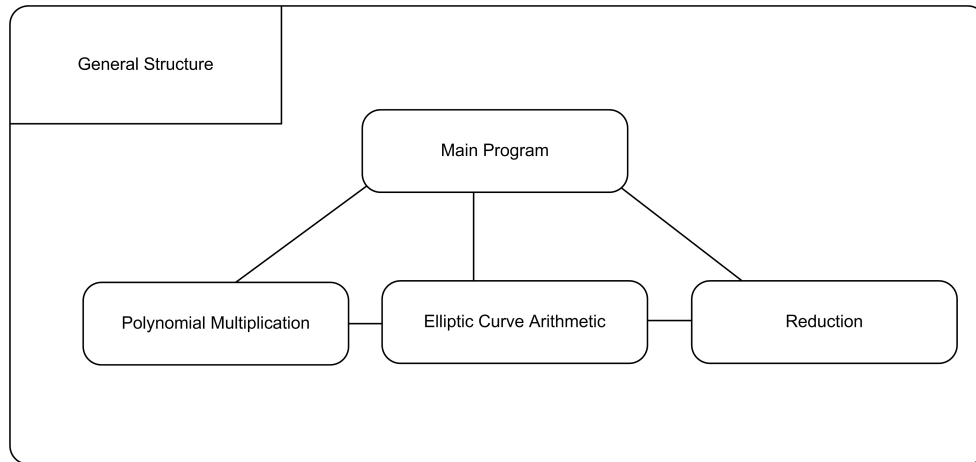 General Structure
Main Program
Polynomial Multiplication
Elliptic Curve Arithmetic
Reduction